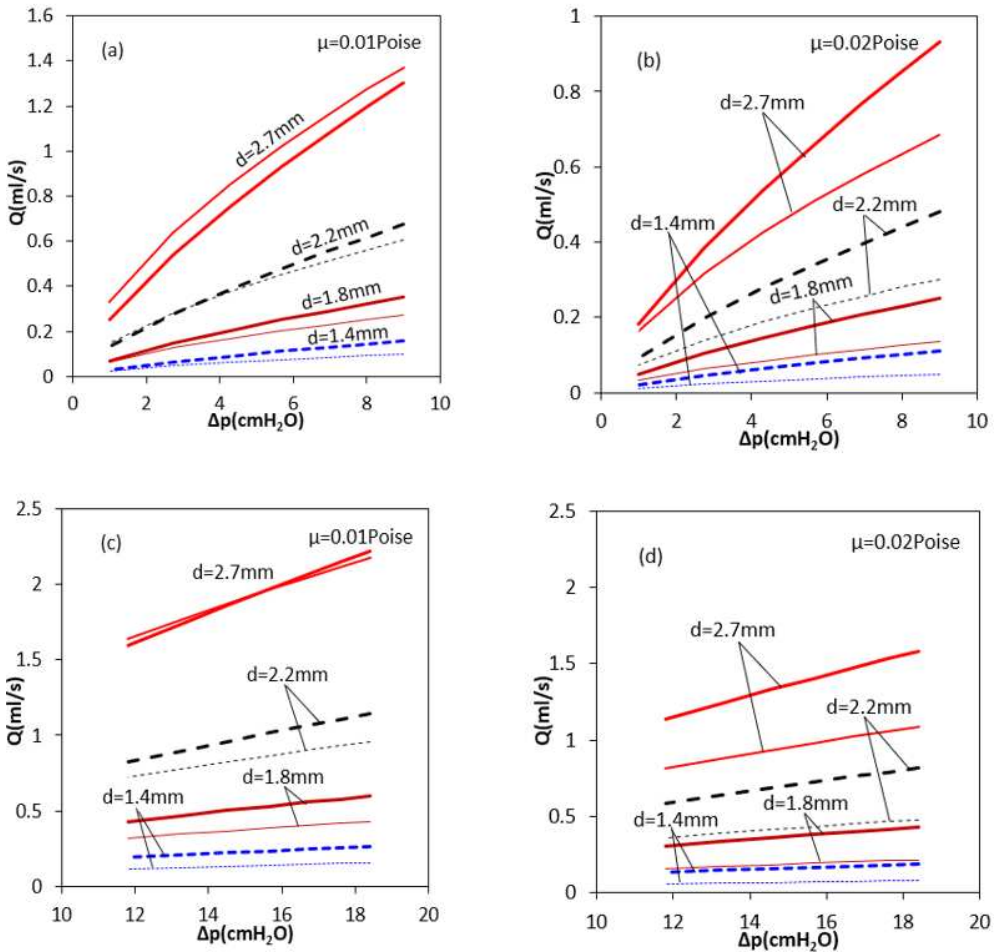 1.6
1.4
1.2
1
0.8
0.6
0.4
0.2
0
Q(ml/s)
(a)
μ=0.01Poise
d=2.7mm
d=2.2mm
d=1.8mm
d=1.4mm
0 2 4 6 8 10
Δp(cmH₂O)
1
0.8
0.6
0.4
0.2
0
Q(ml/s)
(b)
μ=0.02Poise
d=2.7mm
d=2.2mm
d=1.4mm
d=1.8mm
0 2 4 6 8 10
Δp(cmH₂O)
2.5
2
1.5
1
0.5
0
Q(ml/s)
(c)
μ=0.01Poise
d=2.7mm
d=2.2mm
d=1.8mm
d=1.4mm
10 12 14 16 18 20
Δp(cmH₂O)
2.5
2
1.5
1
0.5
0
Q(ml/s)
(d)
μ=0.02Poise
d=2.7mm
d=2.2mm
d=1.8mm
d=1.4mm
10 12 14 16 18 20
Δp(cmH₂O)